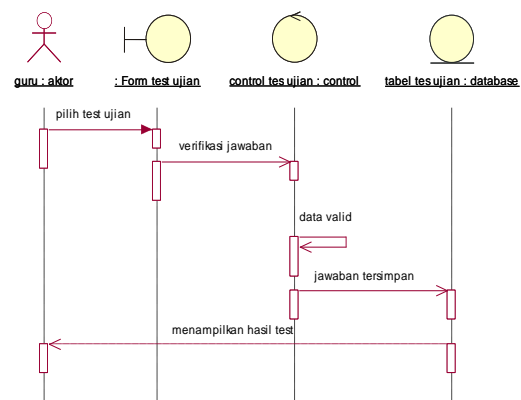 guru : aktor
: Form test ujian
control tes ujian : control
tabel tes ujian : database
pilih test ujian
verifikasi jawaban
data valid
jawaban tersimpan
menampilkan hasil test